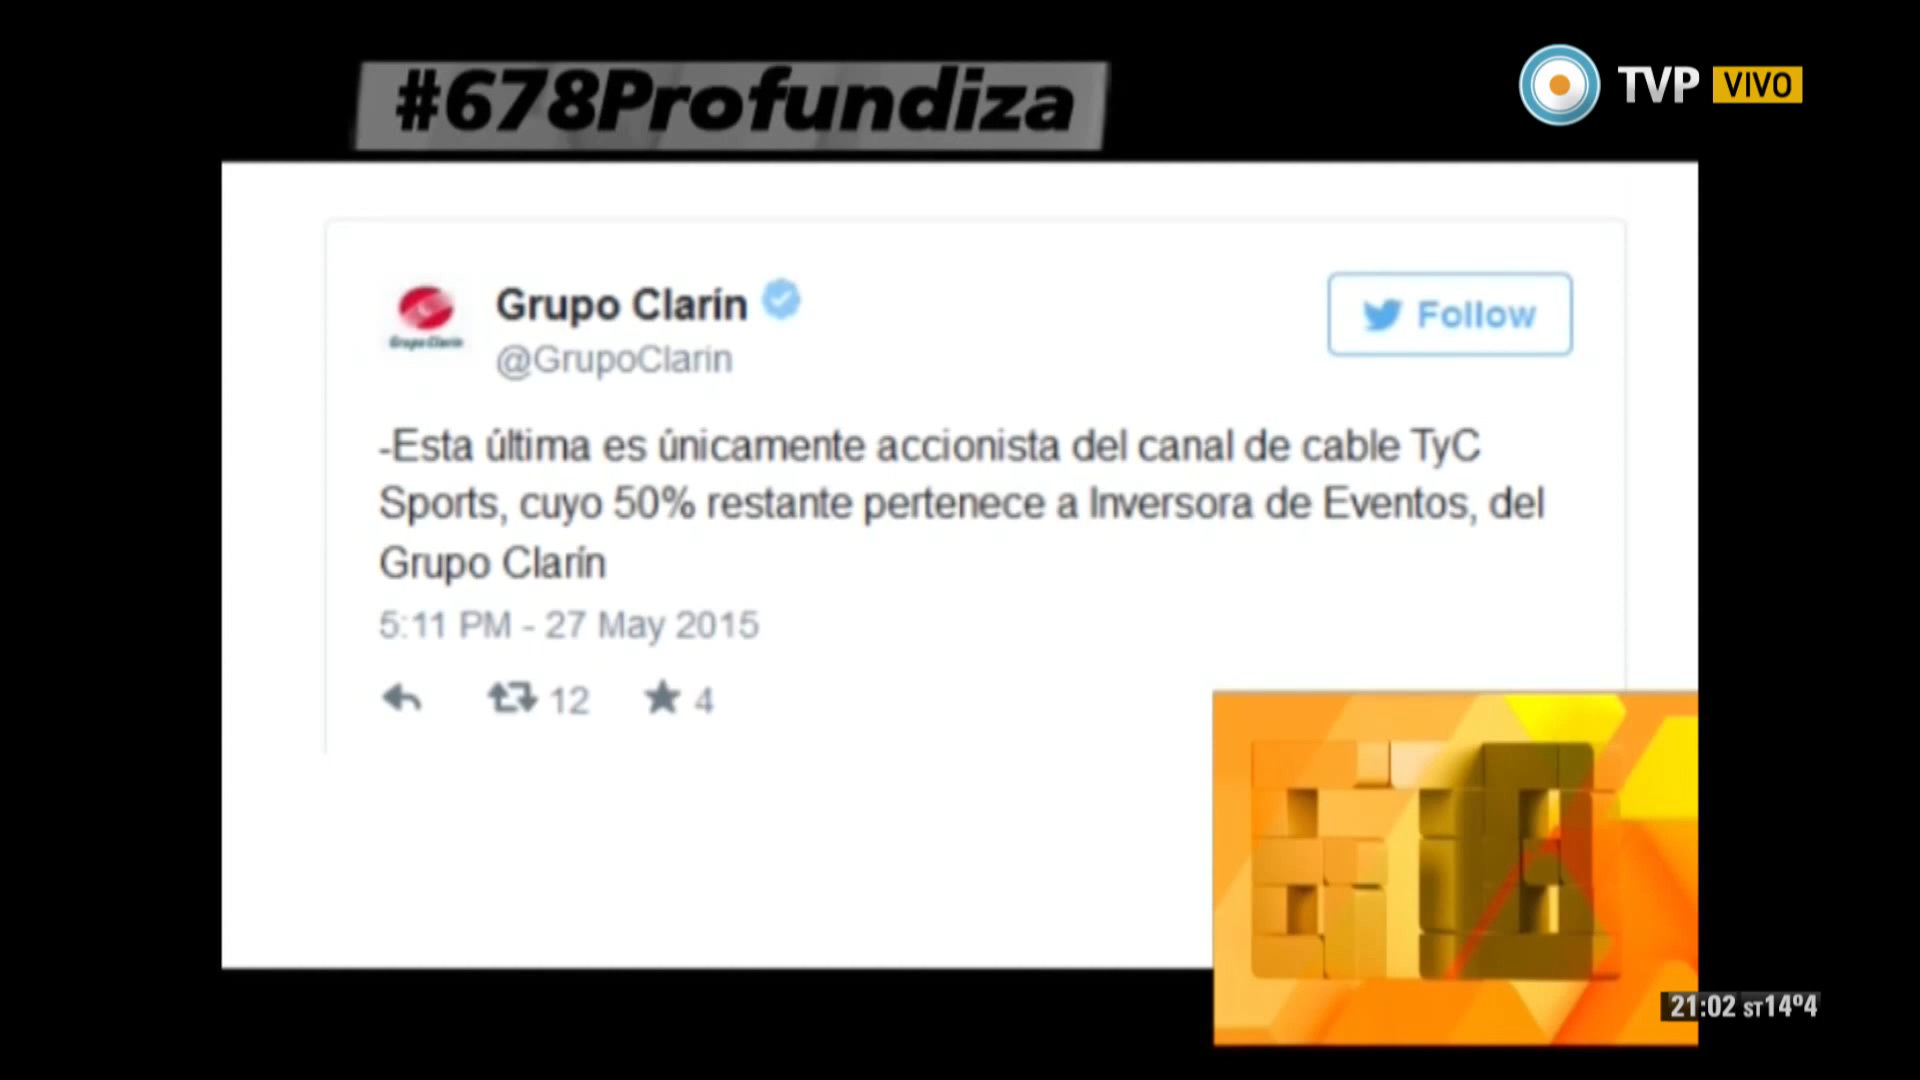 #678Profundiza
TVP VIVO
Grupo Clarín
@GrupoClarin
Follow
Grupo Clarín
-Esta última es únicamente accionista del canal de cable TyC
Sports, cuyo 50% restante pertenece a Inversora de Eventos, del
Grupo Clarín
5:11 PM - 27 May 2015
12 4
21:02 ST14º4